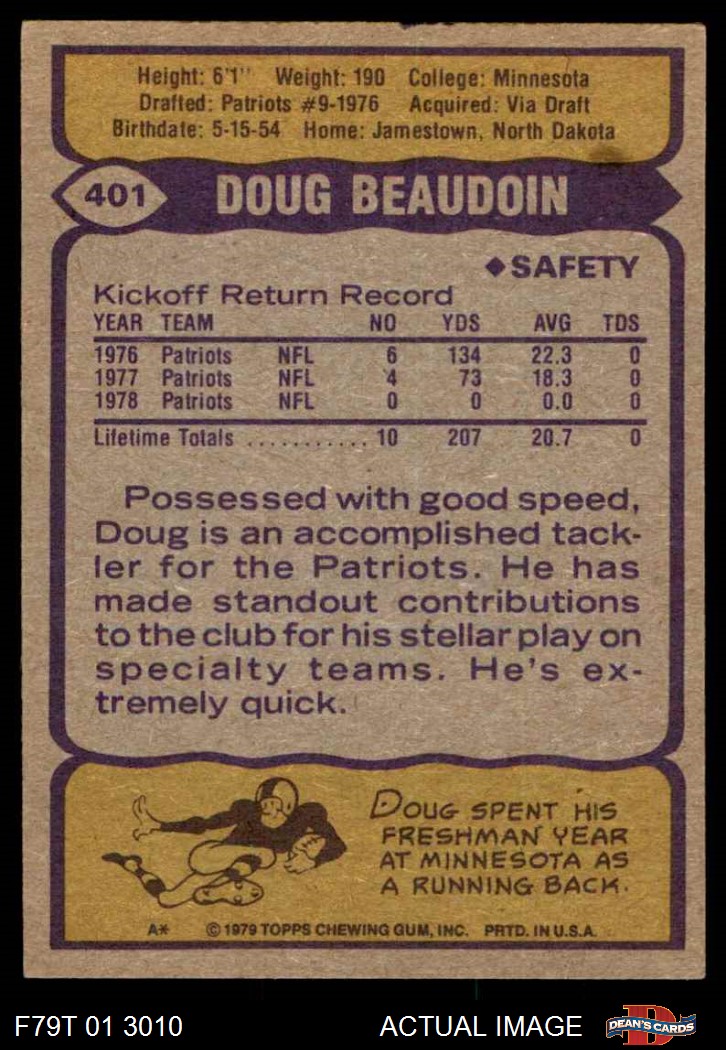 Height: 6'1" Weight: 190 College: Minnesota
Drafted: Patriots #9-1976 Acquired: Via Draft
Birthdate: 5-15-54 Home: Jamestown, North Dakota
401 DOUG BEAUDOIN
◆SAFETY
Kickoff Return Record
YEAR TEAM NO YDS AVG TDS
1976 Patriots NFL 6 134 22.3 0
1977 Patriots NFL 4 73 18.3 0
1978 Patriots NFL 0 0 0.0 0
Lifetime Totals ........... 10 207 20.7 0
Possessed with good speed,
Doug is an accomplished tack-
ler for the Patriots. He has
made standout contributions
to the club for his stellar play on
specialty teams. He's ex-
tremely quick.
DOUG SPENT HIS
FRESHMAN YEAR
AT MINNESOTA AS
A RUNNING BACK.
A* © 1979 TOPPS CHEWING GUM, INC. PRTD. IN U.S.A.
F79T 01 3010 ACTUAL IMAGE D DEAN'S CARDS